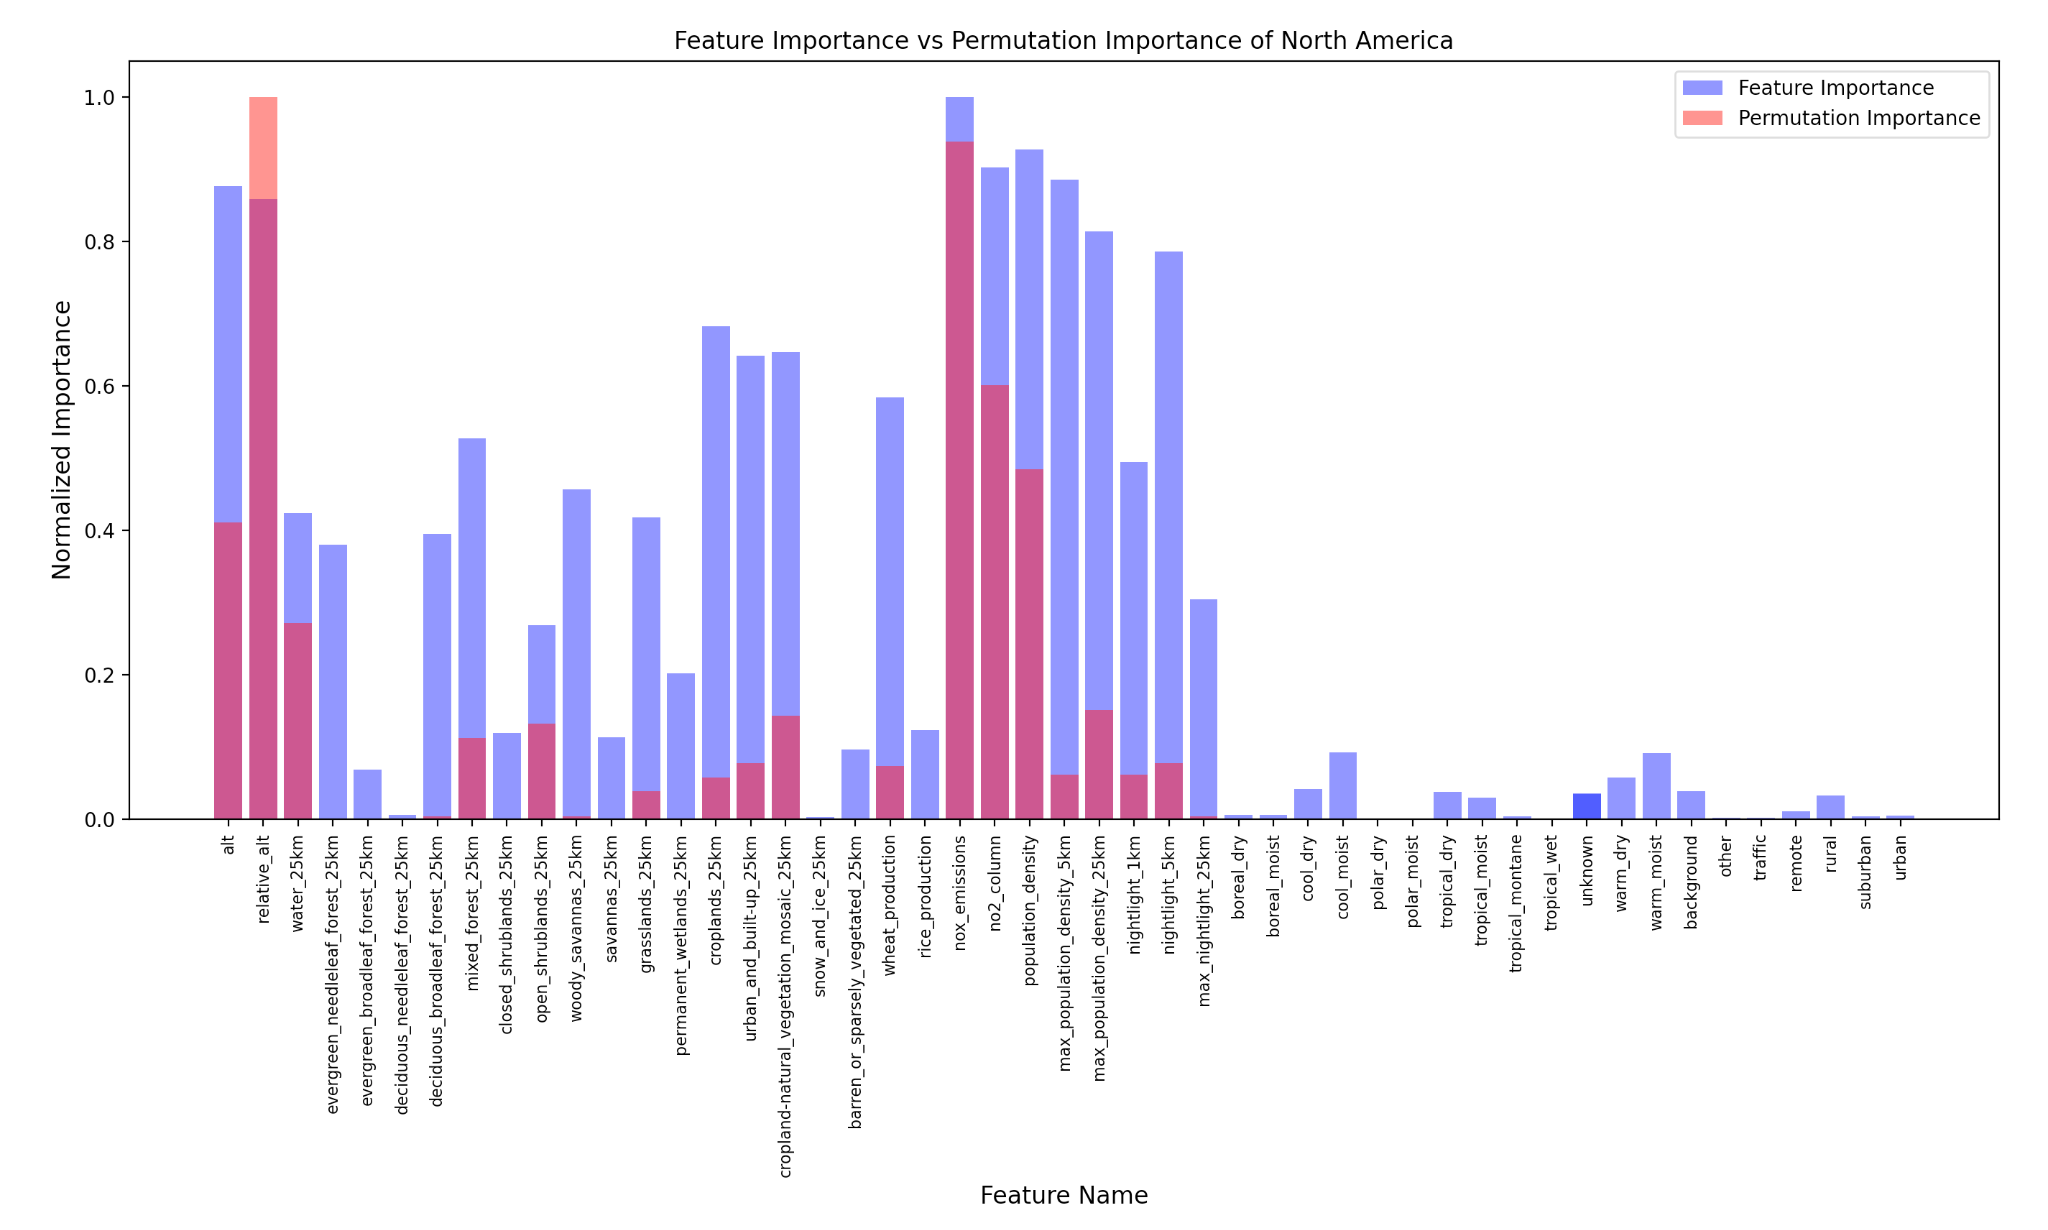 Feature Importance vs Permutation Importance of North America
Feature Importance
Permutation Importance
Normalized Importance
1.0
0.8
0.6
0.4
0.2
0.0
alt
relative_alt
water_25km
evergreen_needleleaf_forest_25km
evergreen_broadleaf_forest_25km
deciduous_needleleaf_forest_25km
deciduous_broadleaf_forest_25km
mixed_forest_25km
closed_shrublands_25km
open_shrublands_25km
woody_savannas_25km
savannas_25km
grasslands_25km
permanent_wetlands_25km
croplands_25km
urban_and_built-up_25km
cropland-natural_vegetation_mosaic_25km
snow_and_ice_25km
barren_or_sparsely_vegetated_25km
wheat_production
rice_production
nox_emissions
no2_column
population_density
max_population_density_5km
max_population_density_25km
nightlight_1km
nightlight_5km
max_nightlight_25km
boreal_dry
boreal_moist
cool_dry
cool_moist
polar_dry
polar_moist
tropical_dry
tropical_moist
tropical_montane
tropical_wet
unknown
warm_dry
warm_moist
background
other
traffic
remote
rural
suburban
urban
Feature Name